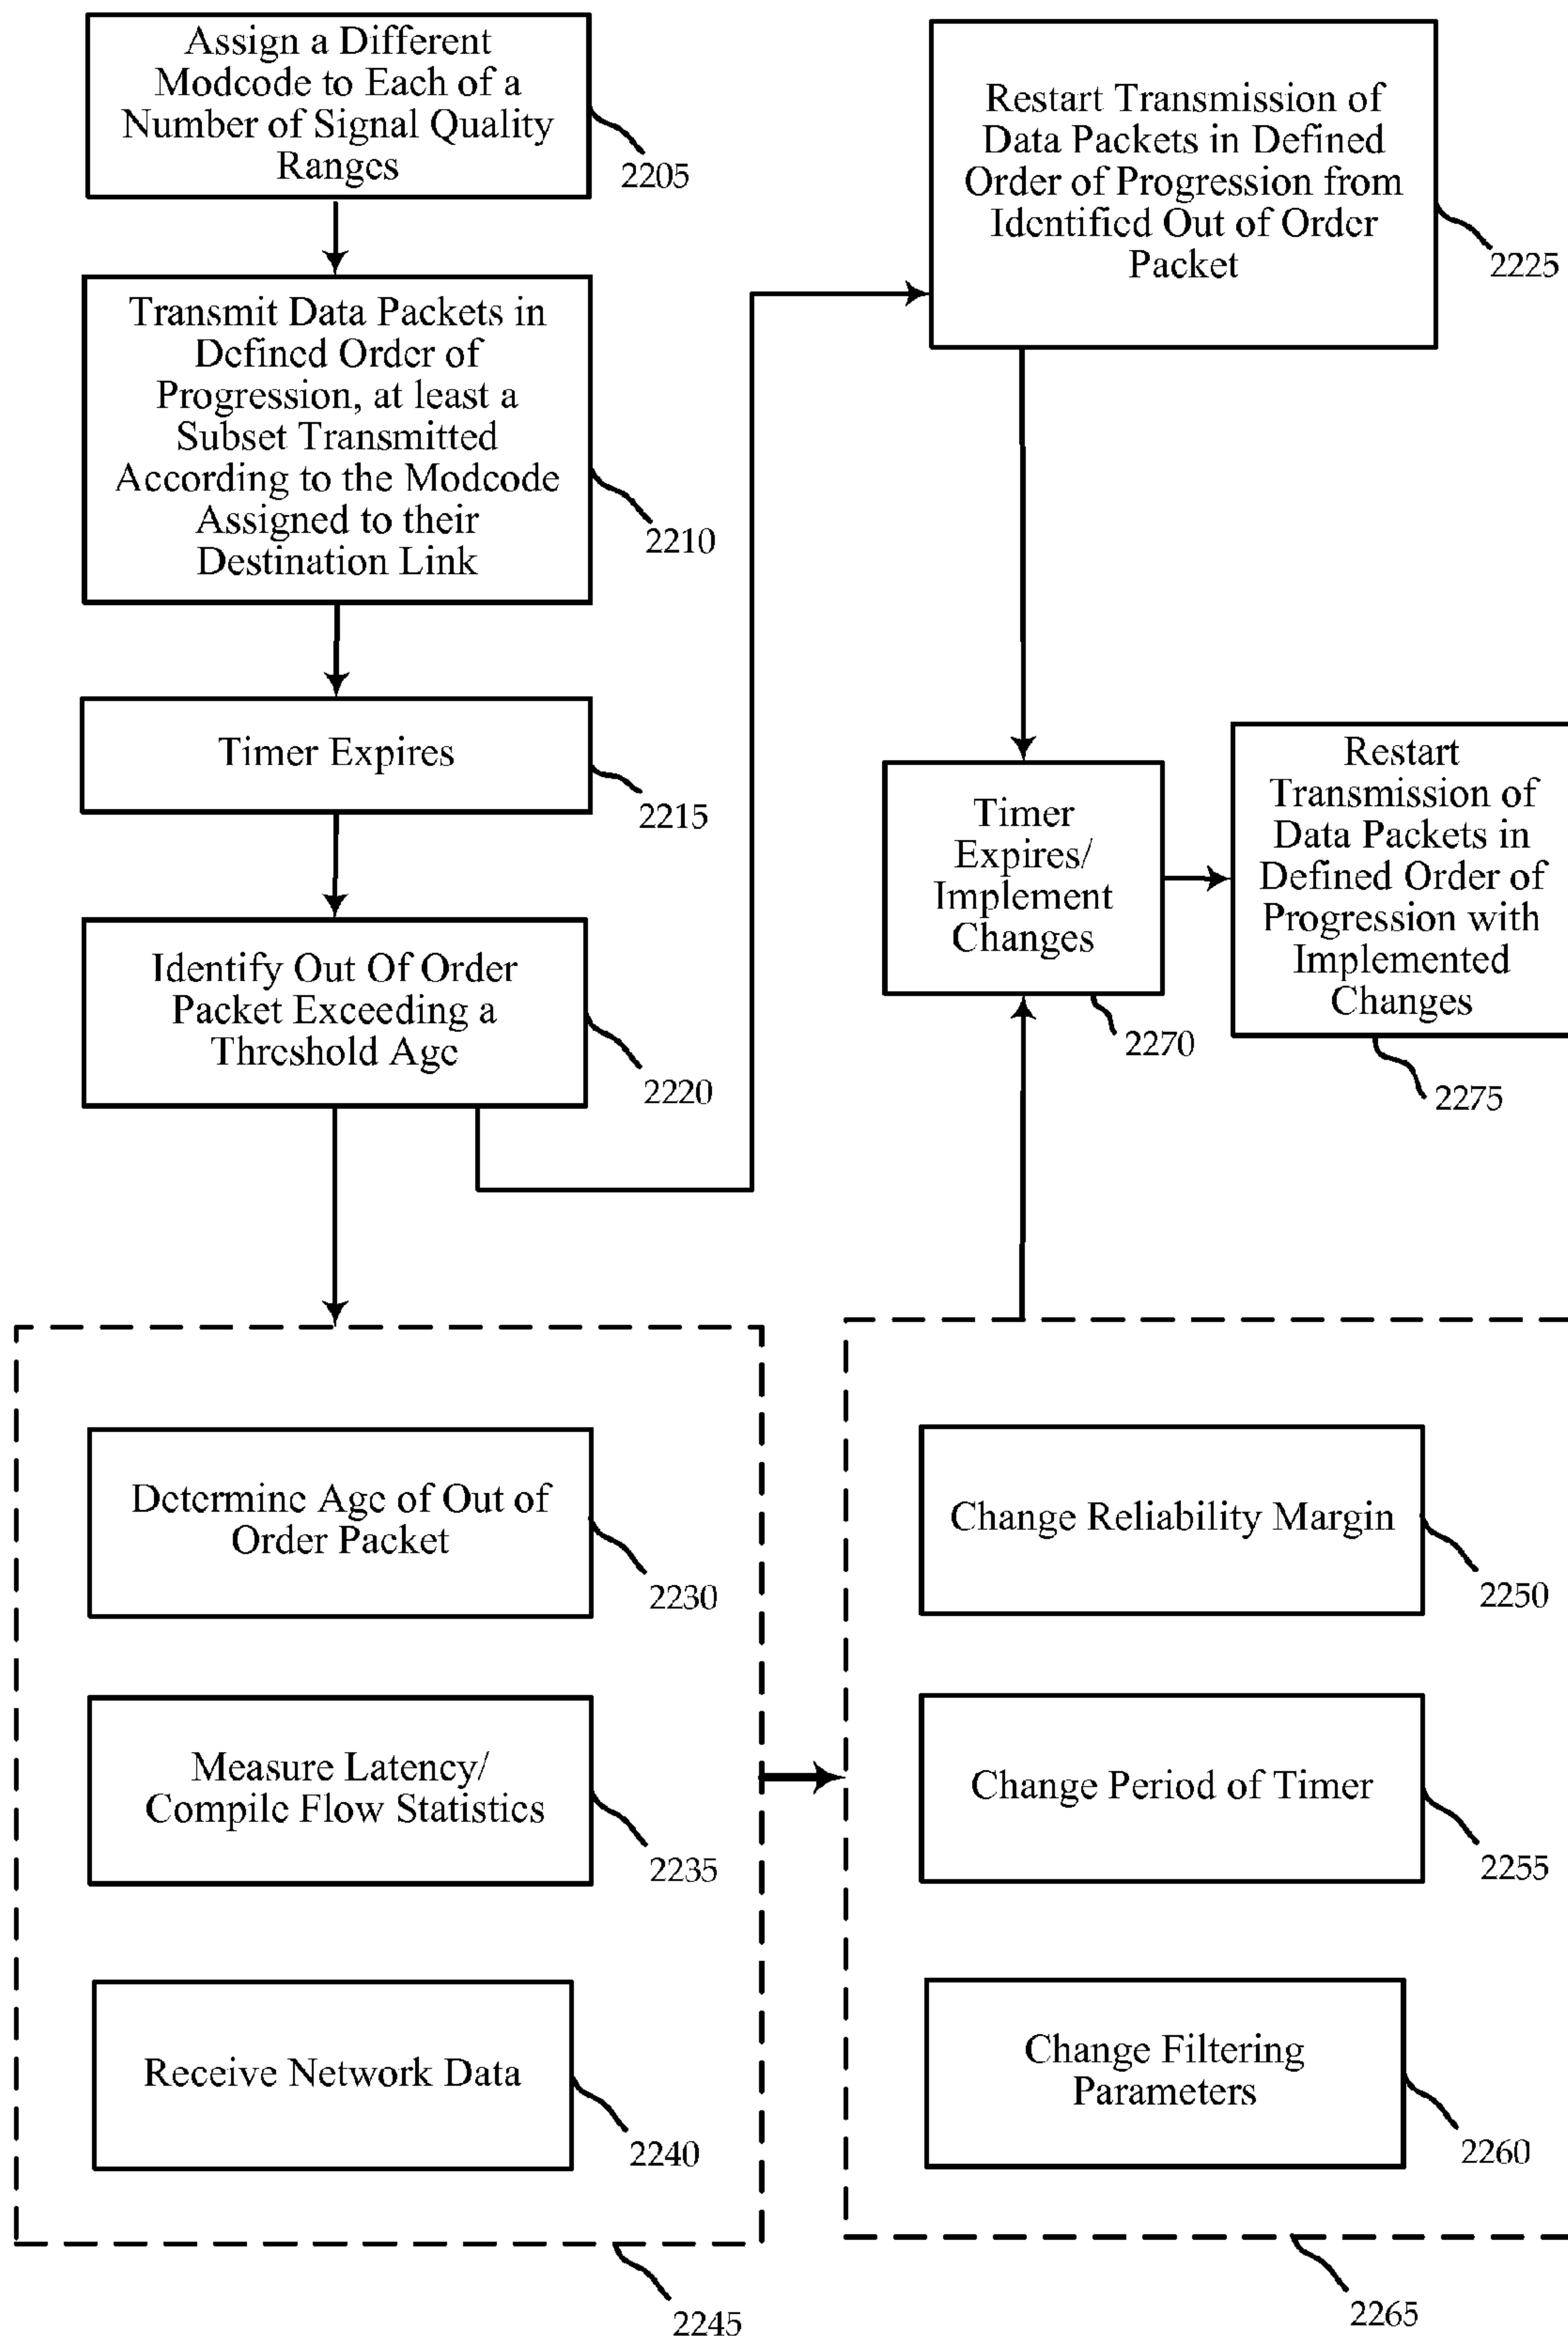 Assign a Different
Modcode to Each of a
Number of Signal Quality
Ranges
2205
Transmit Data Packets in
Defined Order of
Progression, at least a
Subset Transmitted
According to the Modcode
Assigned to their
Destination Link
2210
Timer Expires
2215
Identify Out Of Order
Packet Exceeding a
Threshold Age
2220
Restart Transmission of
Data Packets in Defined
Order of Progression from
Identified Out of Order
Packet
2225
Timer
Expires/
Implement
Changes
2270
Restart
Transmission of
Data Packets in
Defined Order of
Progression with
Implemented
Changes
2275
Determine Age of Out of
Order Packet
2230
Measure Latency/
Compile Flow Statistics
2235
Receive Network Data
2240
2245
Change Reliability Margin
2250
Change Period of Timer
2255
Change Filtering
Parameters
2260
2265